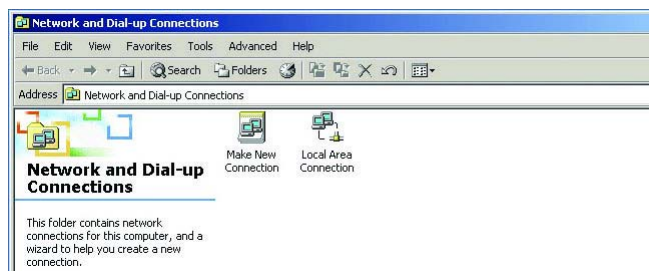 Network and Dial-up Connections
File Edit View Favorites Tools Advanced Help
Back Search Folders
Address Network and Dial-up Connections
Make New
Connection
Local Area
Connection
Network and Dial-up
Connections
This folder contains network
connections for this computer, and a
wizard to help you create a new
connection.